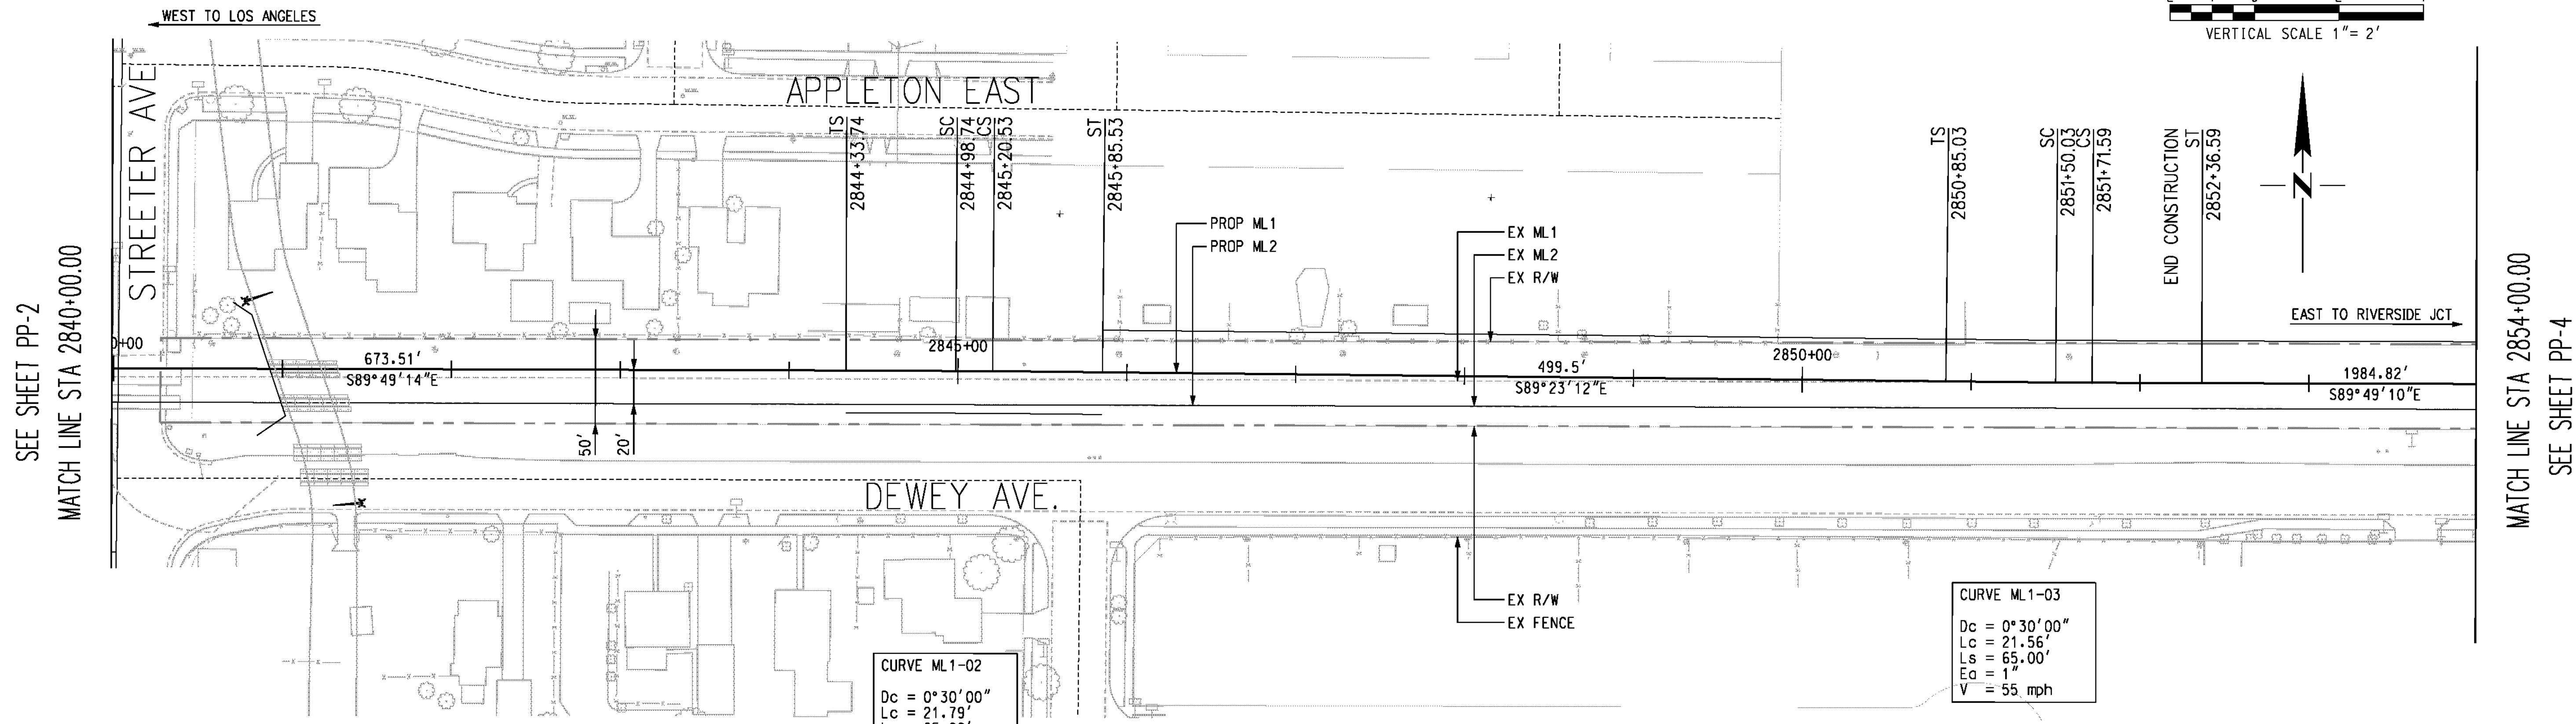 WEST TO LOS ANGELES
VERTICAL SCALE 1"= 2'
STREETER AVE
APPLETON EAST
TS
2844+33.74
SC
2844+98.74
CS
2845+20.53
ST
2845+85.53
TS
2850+85.03
SC
2851+50.03
CS
2851+71.59
END CONSTRUCTION
ST
2852+36.59
N
PROP ML1
PROP ML2
EX ML1
EX ML2
EX R/W
EAST TO RIVERSIDE JCT
SEE SHEET PP-2
MATCH LINE STA 2840+00.00
MATCH LINE STA 2854+00.00
SEE SHEET PP-4
0+00
2845+00
2850+00
673.51'
S89°49'14"E
499.5'
S89°23'12"E
1984.82'
S89°49'10"E
50'
20'
DEWEY AVE.
EX R/W
EX FENCE
CURVE ML1-02
Dc = 0°30'00"
Lc = 21.79'
CURVE ML1-03
Dc = 0°30'00"
Lc = 21.56'
Ls = 65.00'
Ea = 1"
V = 55 mph